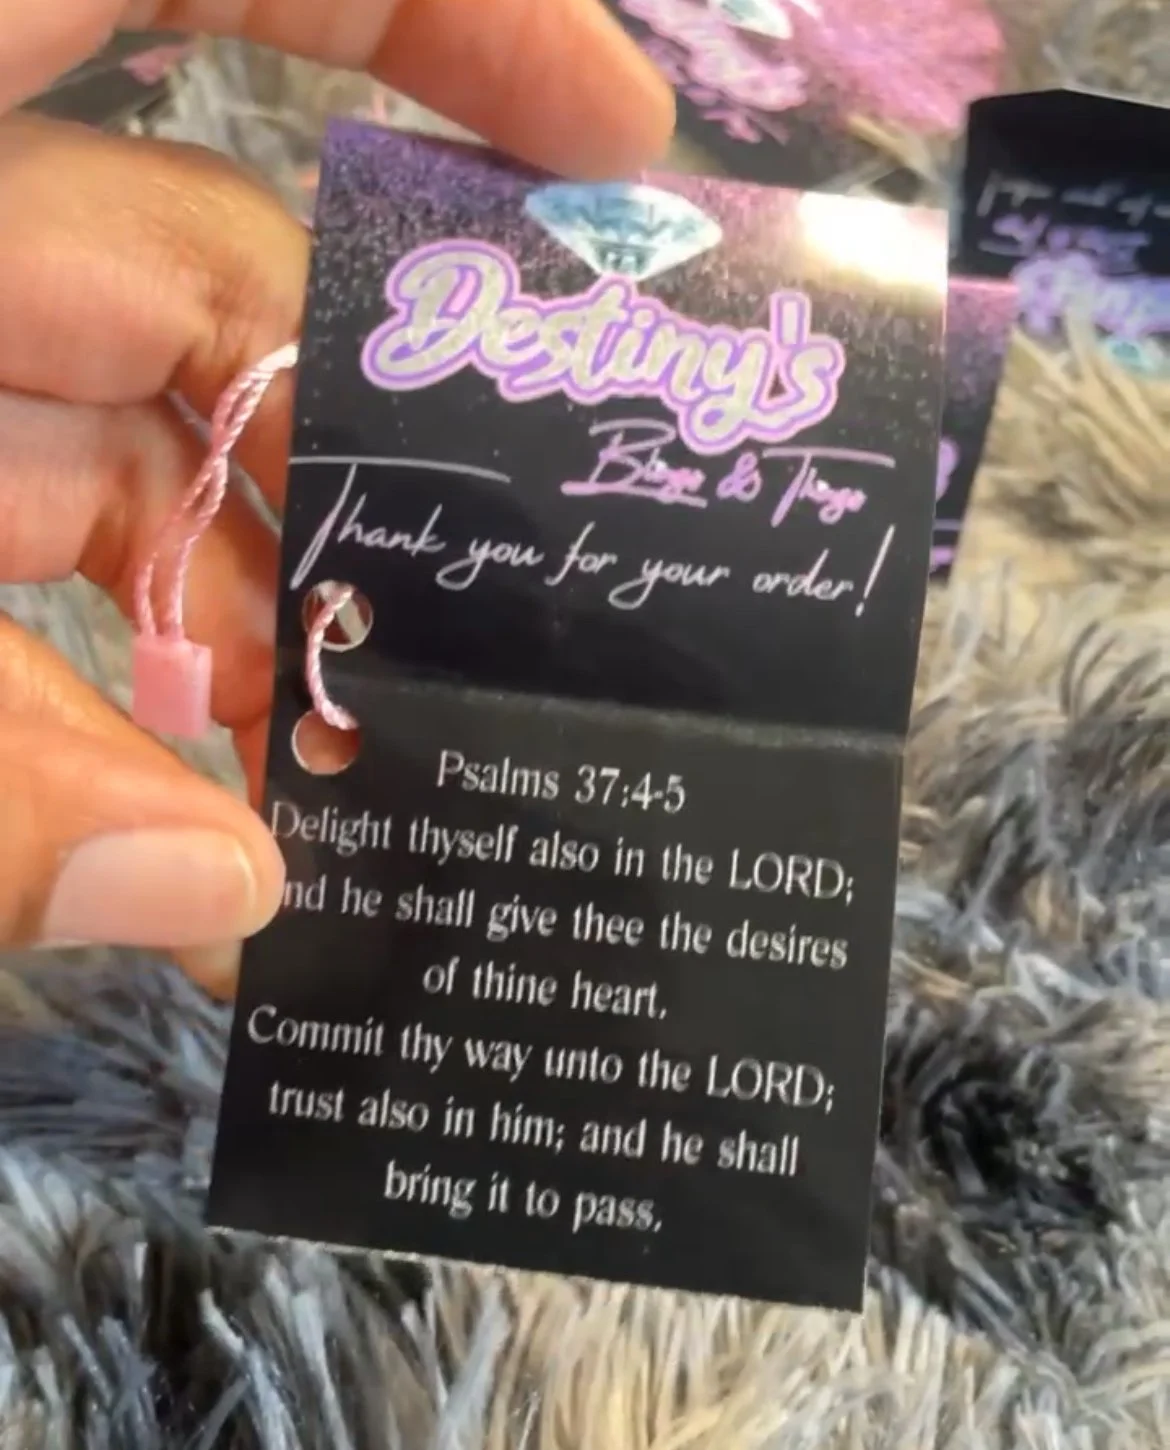 Destiny's
Blings & Things
Thank you for your order!
Psalms 37:4-5
Delight thyself also in the LORD;
nd he shall give thee the desires
of thine heart.
Commit thy way unto the LORD;
trust also in him; and he shall
bring it to pass.